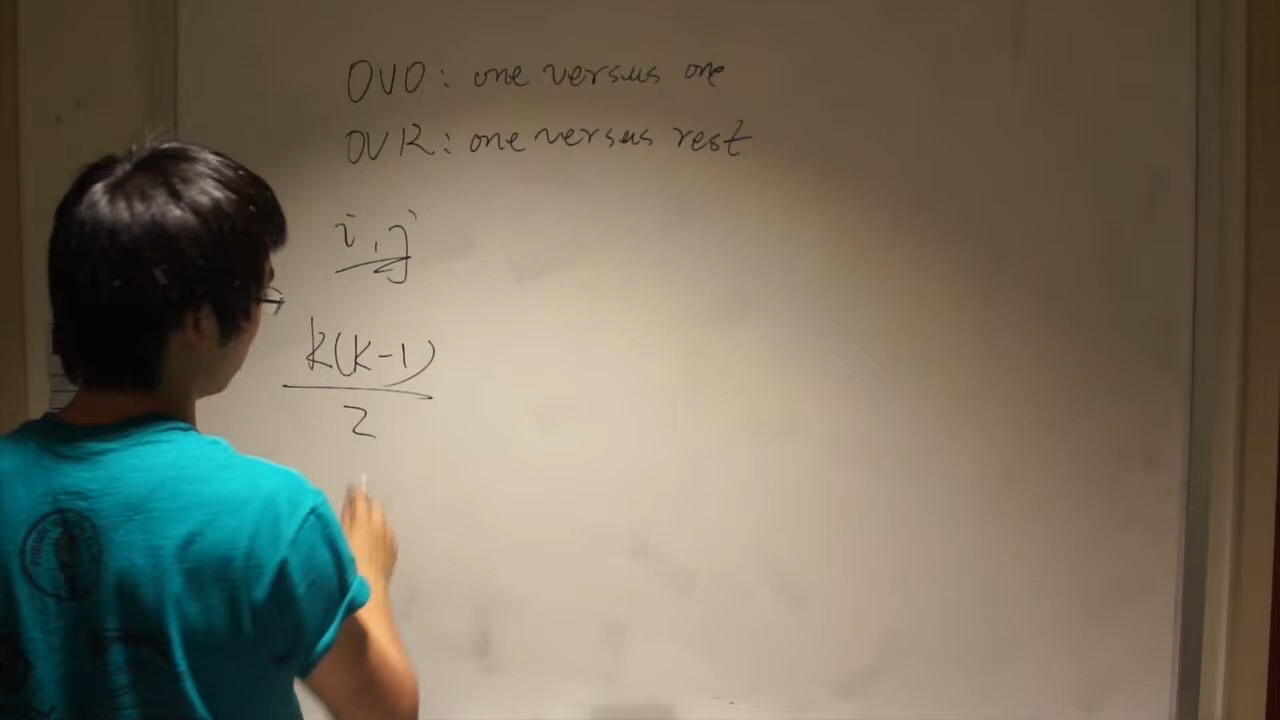 OVO: one versus one
OVR: one versus rest
i, j
k(k-1)
2